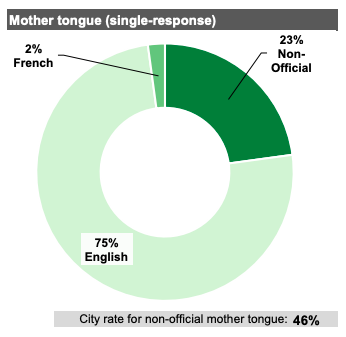 Mother tongue (single-response)
2%
French
23%
Non-
Official
75%
English
City rate for non-official mother tongue: 46%